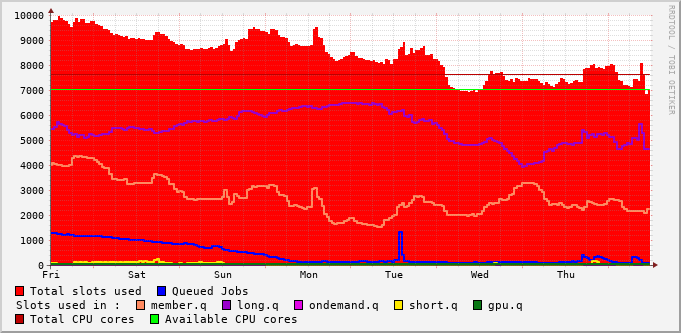 RRDTOOL / TOBI OETIKER
10000
9000
8000
7000
6000
5000
4000
3000
2000
1000
0
Fri Sat Sun Mon Tue Wed Thu
Total slots used Queued Jobs
Slots used in : member.q long.q ondemand.q short.q gpu.q
Total CPU cores Available CPU cores